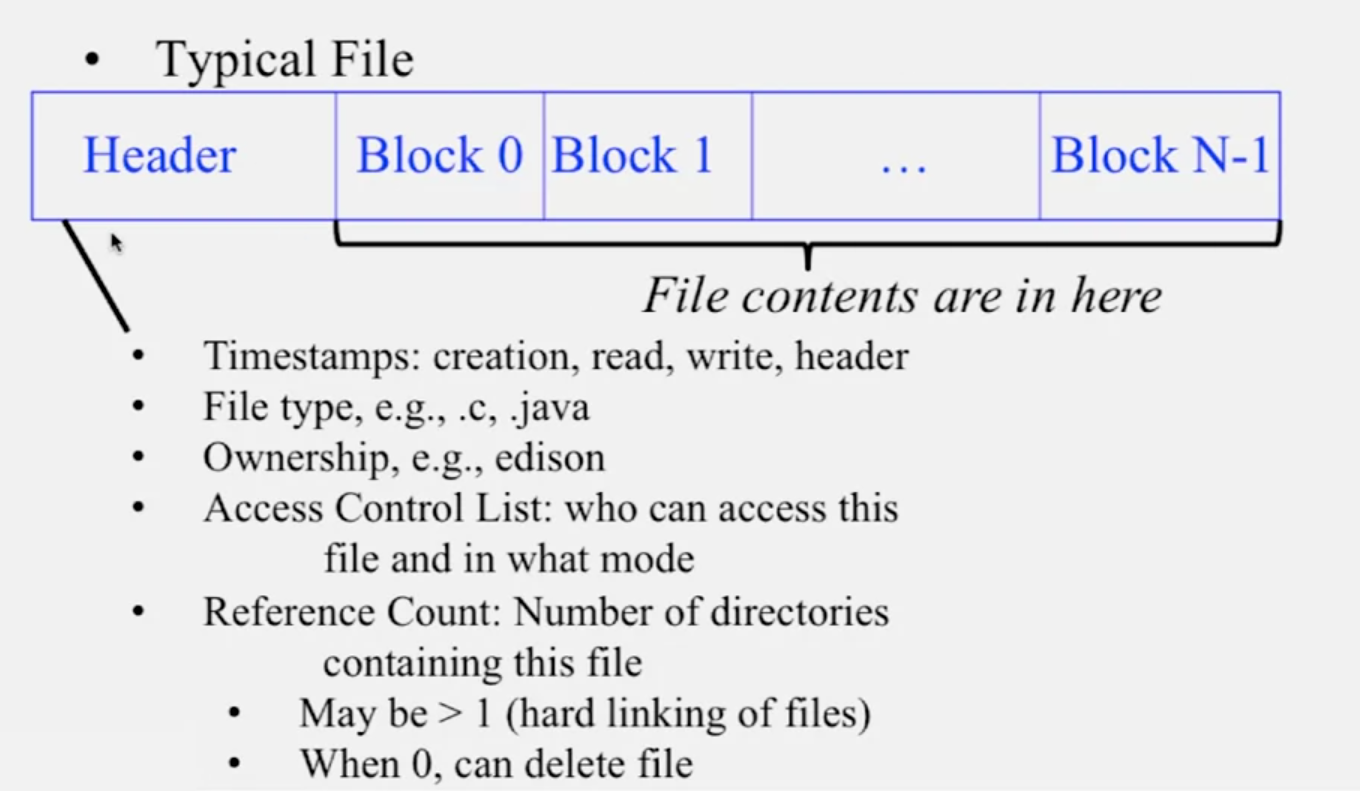 • Typical File
Header Block 0 Block 1 ... Block N-1
File contents are in here
• Timestamps: creation, read, write, header
• File type, e.g., .c, .java
• Ownership, e.g., edison
• Access Control List: who can access this
file and in what mode
• Reference Count: Number of directories
containing this file
• May be > 1 (hard linking of files)
• When 0, can delete file